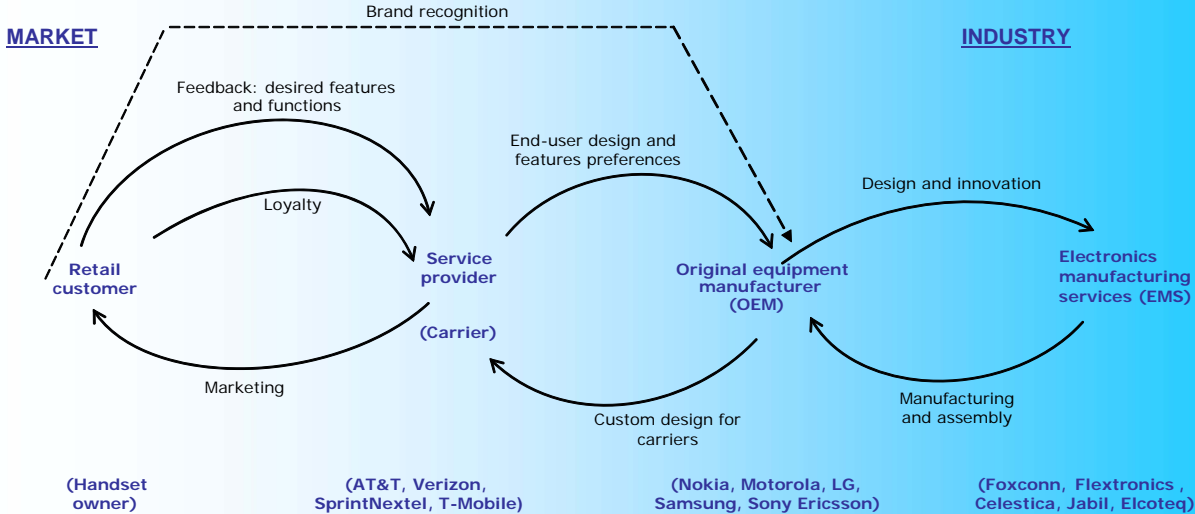 Brand recognition
MARKET
INDUSTRY
Feedback: desired features
and functions
End-user design and
features preferences
Design and innovation
Loyalty
Retail
customer
Service
provider
(Carrier)
Original equipment
manufacturer
(OEM)
Electronics
manufacturing
services (EMS)
Marketing
Custom design for
carriers
Manufacturing
and assembly
(Handset
owner)
(AT&T, Verizon,
SprintNextel, T-Mobile)
(Nokia, Motorola, LG,
Samsung, Sony Ericsson)
(Foxconn, Flextronics ,
Celestica, Jabil, Elcoteq)